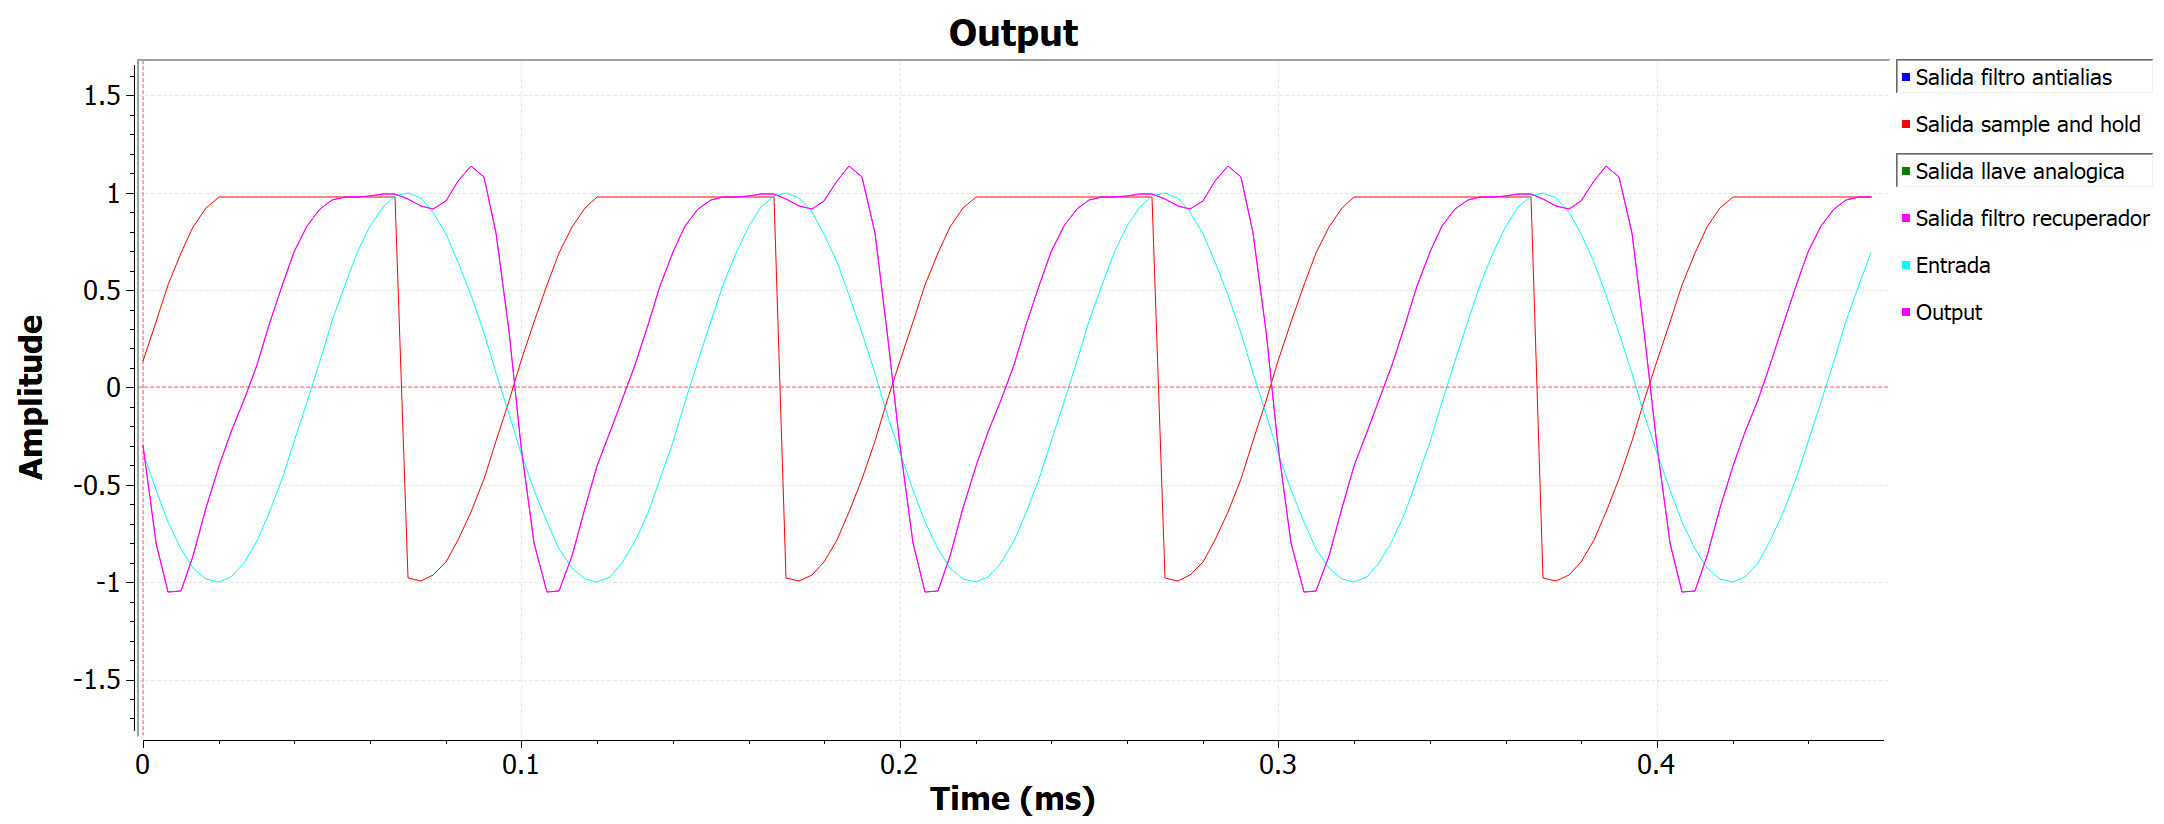 Output
Amplitude
1.5
1
0.5
0
-0.5
-1
-1.5
0 0.1 0.2 0.3 0.4
Time (ms)
Salida filtro antialias
Salida sample and hold
Salida llave analogica
Salida filtro recuperador
Entrada
Output